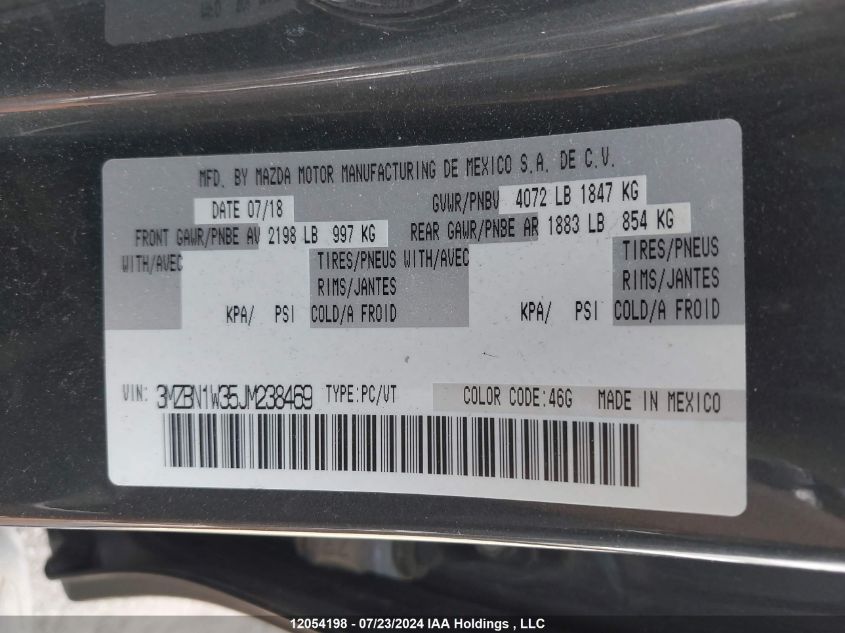 MFD. BY MAZDA MOTOR MANUFACTURING DE MEXICO S.A. DE C.V.
DATE 07/18 GVWR/PNBV 4072 LB 1847 KG
FRONT GAWR/PNBE AV 2198 LB 997 KG REAR GAWR/PNBE AR 1883 LB 854 KG
WITH/AVEC TIRES/PNEUS WITH/AVEC TIRES/PNEUS
RIMS/JANTES RIMS/JANTES
KPA/ PSI COLD/A FROID KPA/ PSI COLD/A FROID
VIN: 3MZBN1W35JM238469 TYPE:PC/VT COLOR CODE:46G MADE IN MEXICO
12054198 - 07/23/2024 IAA Holdings , LLC